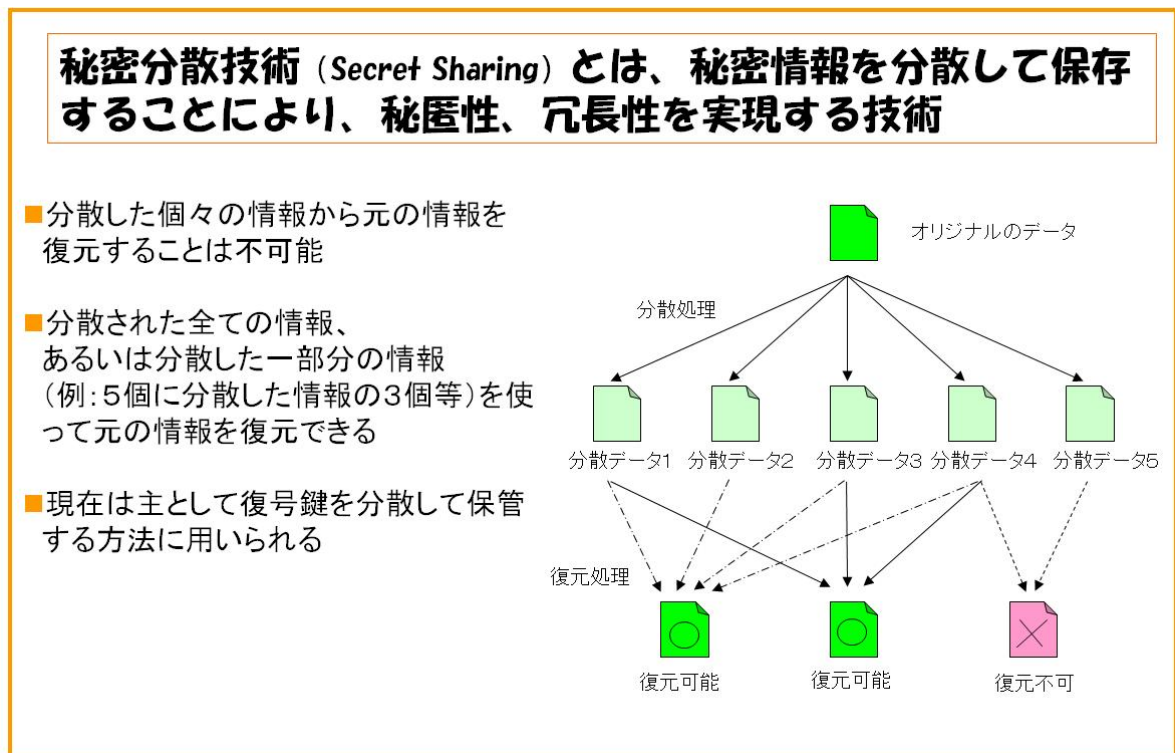 秘密分散技術（Secret Sharing）とは、秘密情報を分散して保存
することにより、秘匿性、冗長性を実現する技術
■分散した個々の情報から元の情報を
復元することは不可能
■分散された全ての情報、
あるいは分散した一部分の情報
（例：５個に分散した情報の３個等）を使
って元の情報を復元できる
■現在は主として復号鍵を分散して保管
する方法に用いられる
オリジナルのデータ
分散処理
分散データ1 分散データ2 分散データ3 分散データ4 分散データ5
復元処理
復元可能 復元可能 復元不可